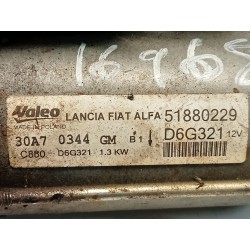 16968
Valeo
MADE IN POLAND
LANCIA FIAT ALFA 51880229
30A7 0344 GM B1 D6G321 12V
C880 D6G321 1.3 KW